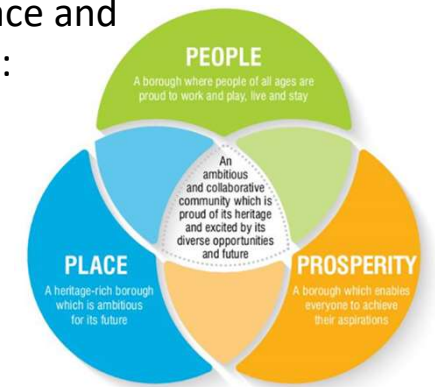 nce and
:
PEOPLE
A borough where people of all ages are
proud to work and play, live and stay
An
ambitious
and collaborative
community which is
proud of its heritage
and excited by its
diverse opportunities
and future
PLACE
A heritage-rich borough
which is ambitious
for its future
PROSPERITY
A borough which enables
everyone to achieve
their aspirations